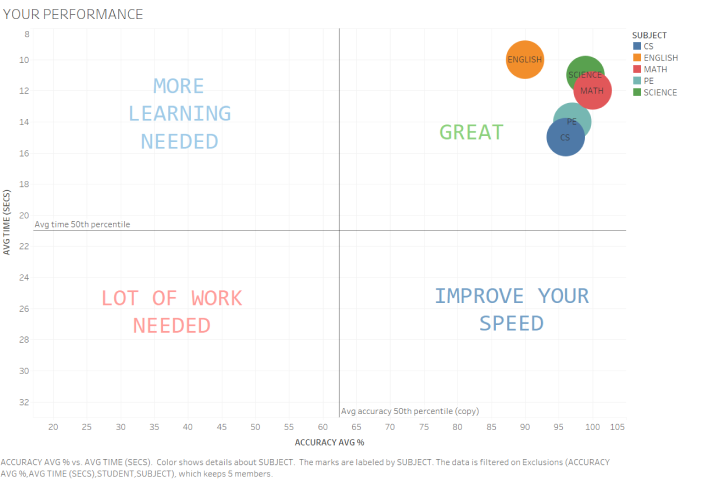 YOUR PERFORMANCE
SUBJECT
CS
ENGLISH
MATH
PE
SCIENCE
8
10
12
14
16
18
20
22
24
26
28
30
32
AVG TIME (SECS)
MORE
LEARNING
NEEDED
GREAT
ENGLISH
SCIENCE
MATH
PE
CS
Avg time 50th percentile
LOT OF WORK
NEEDED
IMPROVE YOUR
SPEED
Avg accuracy 50th percentile (copy)
20 25 30 35 40 45 50 55 60 65 70 75 80 85 90 95 100 105
ACCURACY AVG %
ACCURACY AVG % vs. AVG TIME (SECS). Color shows details about SUBJECT. The marks are labeled by SUBJECT. The data is filtered on Exclusions (ACCURACY
AVG %,AVG TIME (SECS),STUDENT,SUBJECT), which keeps 5 members.